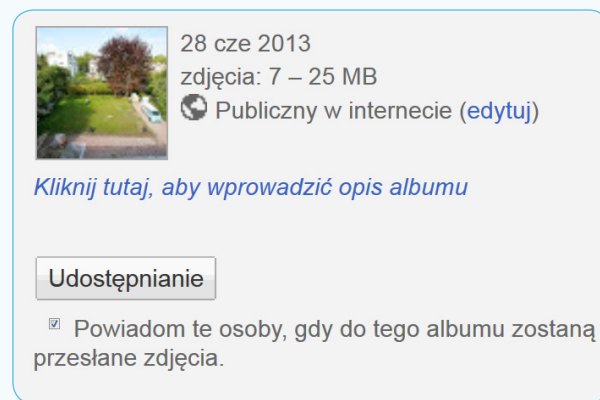 28 cze 2013
zdjęcia: 7 – 25 MB
Publiczny w internecie (edytuj)
Kliknij tutaj, aby wprowadzić opis albumu
Udostępnianie
Powiadom te osoby, gdy do tego albumu zostaną
przesłane zdjęcia.